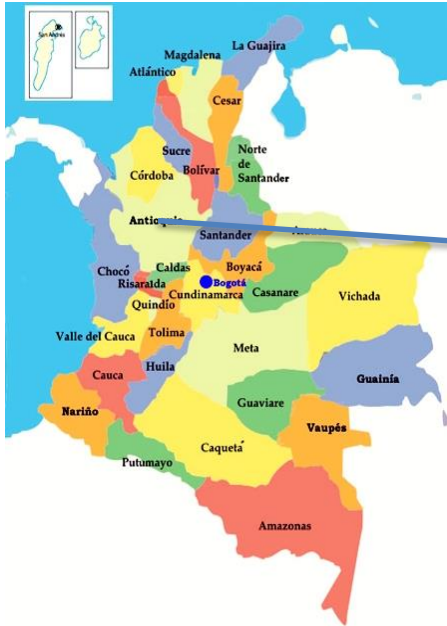 San Andrés
La Guajira
Magdalena
Atlántico
Cesar
Sucre
Bolívar
Norte
de
Santander
Córdoba
Santander
Chocó
Caldas
Boyacá
Risaralda
Bogotá
Cundinamarca
Casanare
Quindío
Vichada
Valle del Cauca
Tolima
Meta
Huila
Cauca
Guainía
Guaviare
Nariño
Vaupés
Caquetá
Putumayo
Amazonas